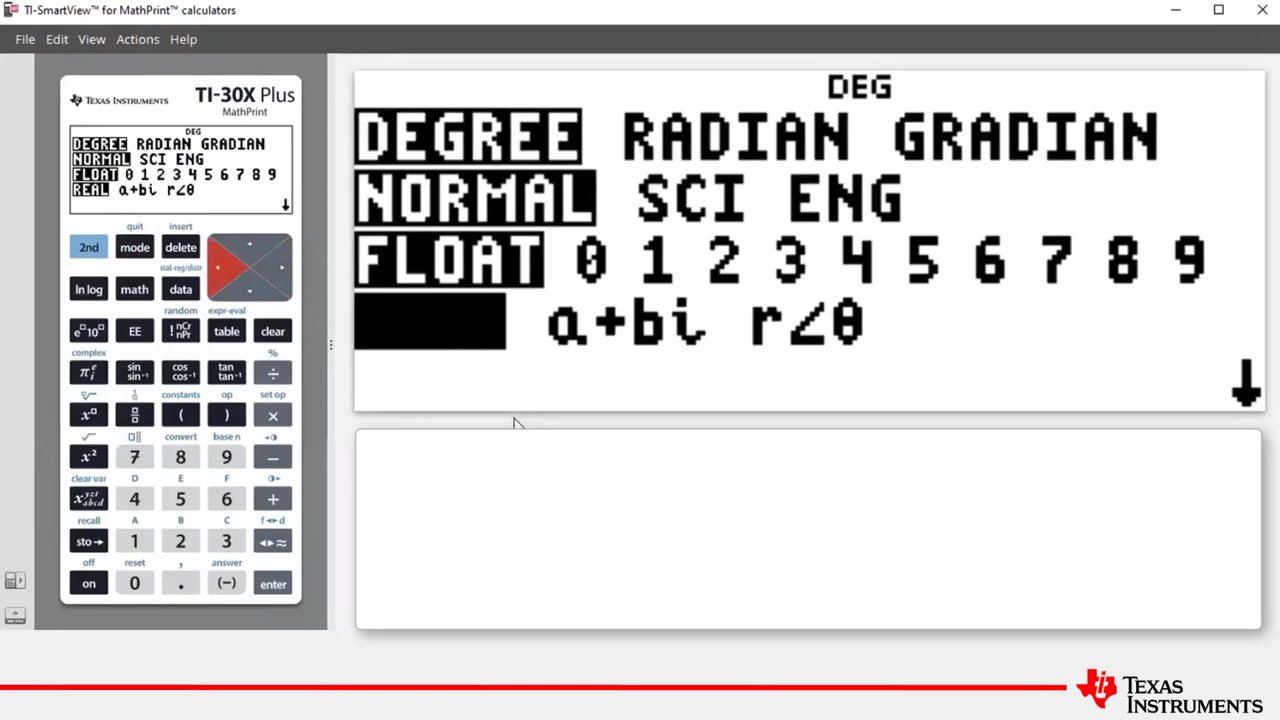 TI-SmartView™ for MathPrint™ calculators
File Edit View Actions Help
TEXAS INSTRUMENTS TI-30X Plus
MathPrint
DEG
DEGREE RADIAN GRADIAN
NORMAL SCI ENG
FLOAT 0 1 2 3 4 5 6 7 8 9
REAL a+bi r∠θ
↓
quit insert
2nd mode delete
stat-reg/distr
ln log math data
random expr-eval
e▫10▫ EE ! nCr nPr table clear
complex %
π e i sin sin⁻¹ cos cos⁻¹ tan tan⁻¹ ÷
constants op set op
( ) ×
√ convert base n
x² 7 8 9 −
clear var D E F
x yzt abcd 4 5 6 +
recall A B C f◄►d
sto→ 1 2 3 ◄►≈
off reset , answer
on 0 . (−) enter
DEG
DEGREE RADIAN GRADIAN
NORMAL SCI ENG
FLOAT 0 1 2 3 4 5 6 7 8 9
a+bi r∠θ
↓
TEXAS
INSTRUMENTS